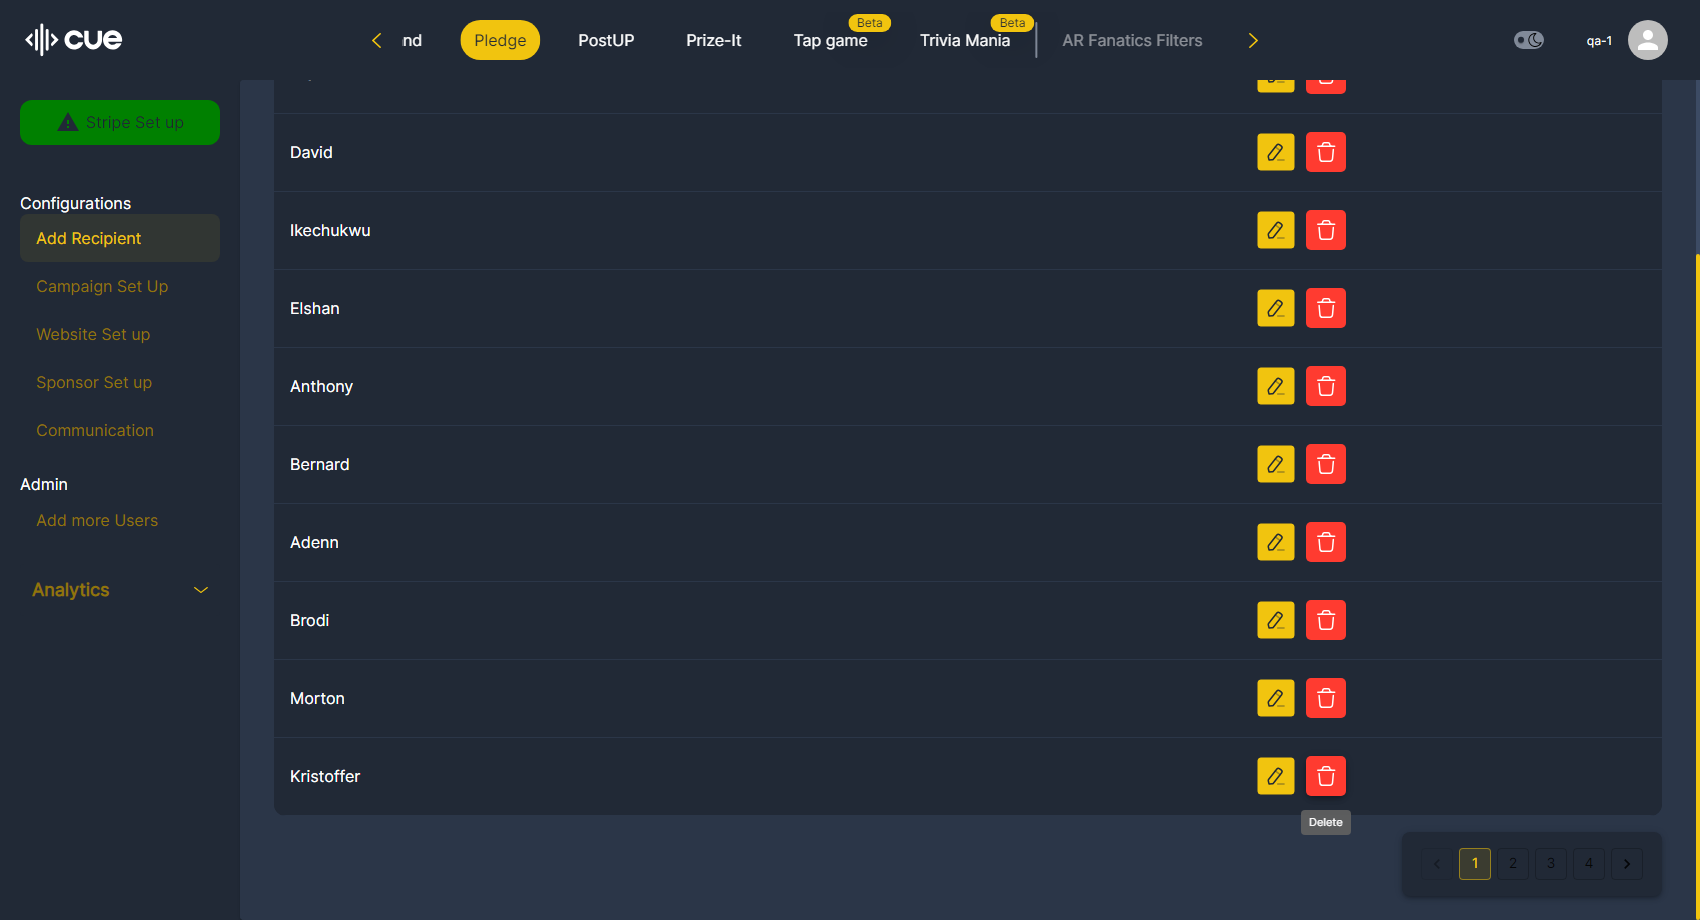 cue
Pledge
PostUP
Prize-It
Tap game
Beta
Trivia Mania
Beta
AR Fanatics Filters
qa-1
Stripe Set up
Configurations
Add Recipient
Campaign Set Up
Website Set up
Sponsor Set up
Communication
Admin
Add more Users
Analytics
David
Ikechukwu
Elshan
Anthony
Bernard
Adenn
Brodi
Morton
Kristoffer
Delete
1 2 3 4